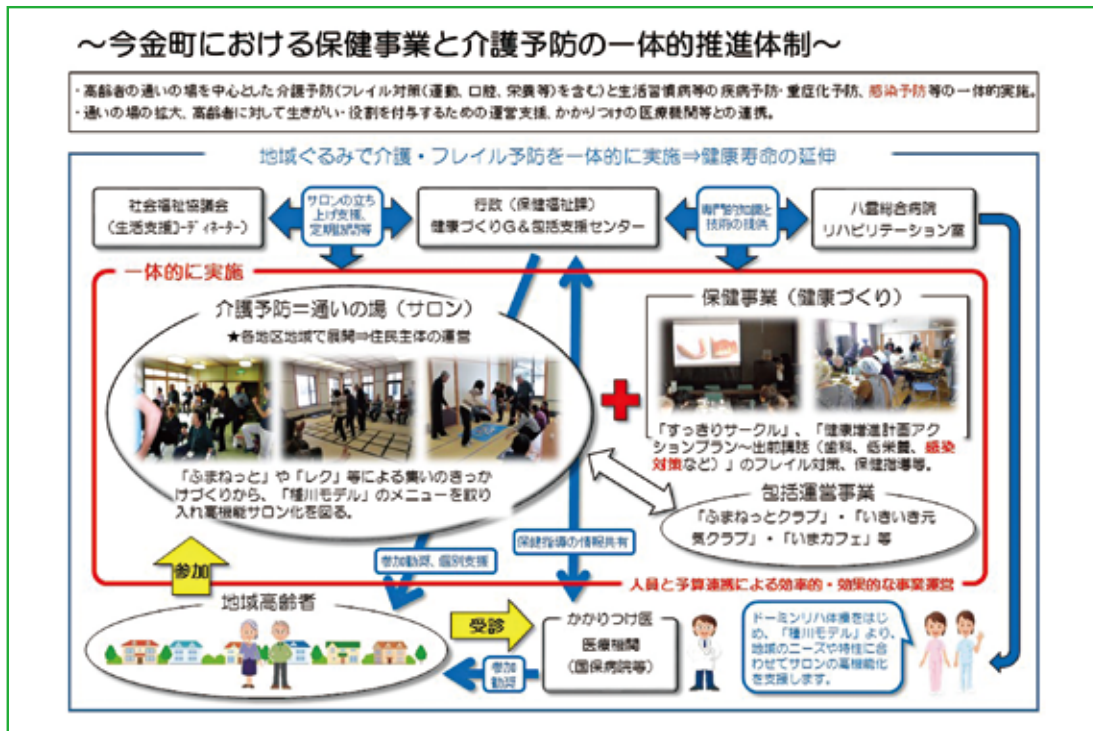 ～今金町における保健事業と介護予防の一体的推進体制～
・高齢者の通いの場を中心とした介護予防(フレイル対策(運動、口腔、栄養等)を含む)と生活習慣病等の疾病予防・重症化予防、感染予防等の一体的実施。
・通いの場の拡大、高齢者に対して生きがい・役割を付与するための運営支援、かかりつけの医療機関等との連携。
地域ぐるみで介護・フレイル予防を一体的に実施⇒健康寿命の延伸
社会福祉協議会
(生活支援コーディネーター)
サロンの立ち
上げ支援、
定期訪問等
行政（保健福祉課）
健康づくりG＆包括支援センター
専門的知識と
技術の提供
八雲総合病院
リハビリテーション室
一体的に実施
介護予防＝通いの場（サロン）
★各地区地域で展開⇒住民主体の運営
「ふまねっと」や「レク」等による集いのきっか
けづくりから、「種川モデル」のメニューを取り
入れ高機能サロン化を図る。
保健事業（健康づくり）
「すっきりサークル」、「健康増進計画アク
ションプラン～出前講話（歯科、低栄養、感染
対策など）」のフレイル対策、保健指導等。
包括運営事業
「ふまねっとクラブ」・「いきいき元
気クラブ」・「いまカフェ」等
参加勧奨、個別支援
保健指導の情報共有
人員と予算連携による効率的・効果的な事業運営
参加
地域高齢者
受診
参加
勧奨
かかりつけ医
医療機関
（国保病院等）
ドーミンリハ体操をはじ
め、「種川モデル」より、
地域のニーズや特性に合
わせてサロンの高機能化
を支援します。